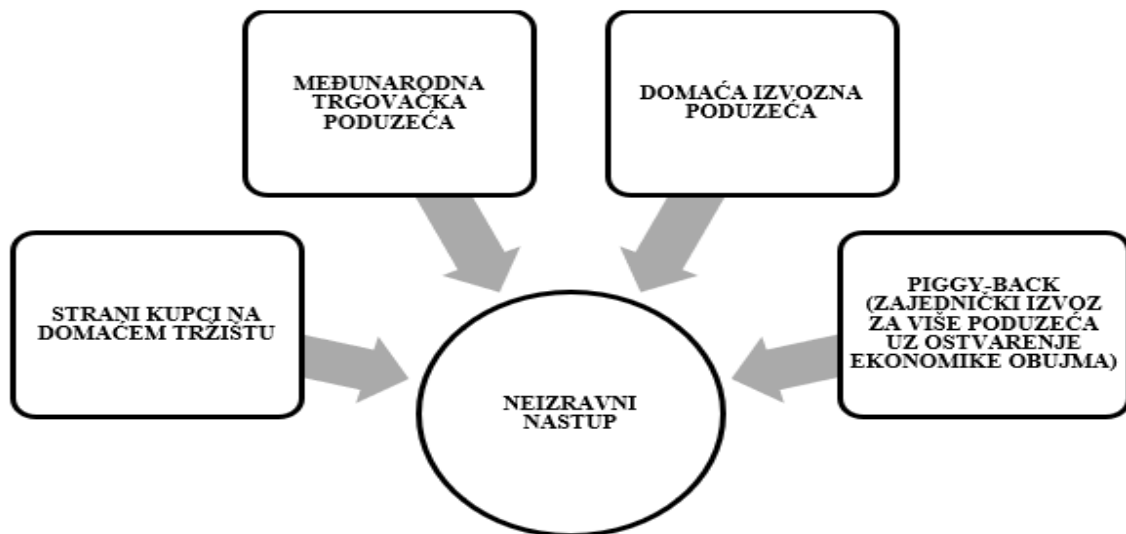 MEĐUNARODNA
TRGOVAČKA
PODUZEĆA
DOMAĆA IZVOZNA
PODUZEĆA
STRANI KUPCI NA
DOMAĆEM TRŽIŠTU
PIGGY-BACK
(ZAJEDNIČKI IZVOZ
ZA VIŠE PODUZEĆA
UZ OSTVARENJE
EKONOMIKE OBUJMA)
NEIZRAVNI
NASTUP